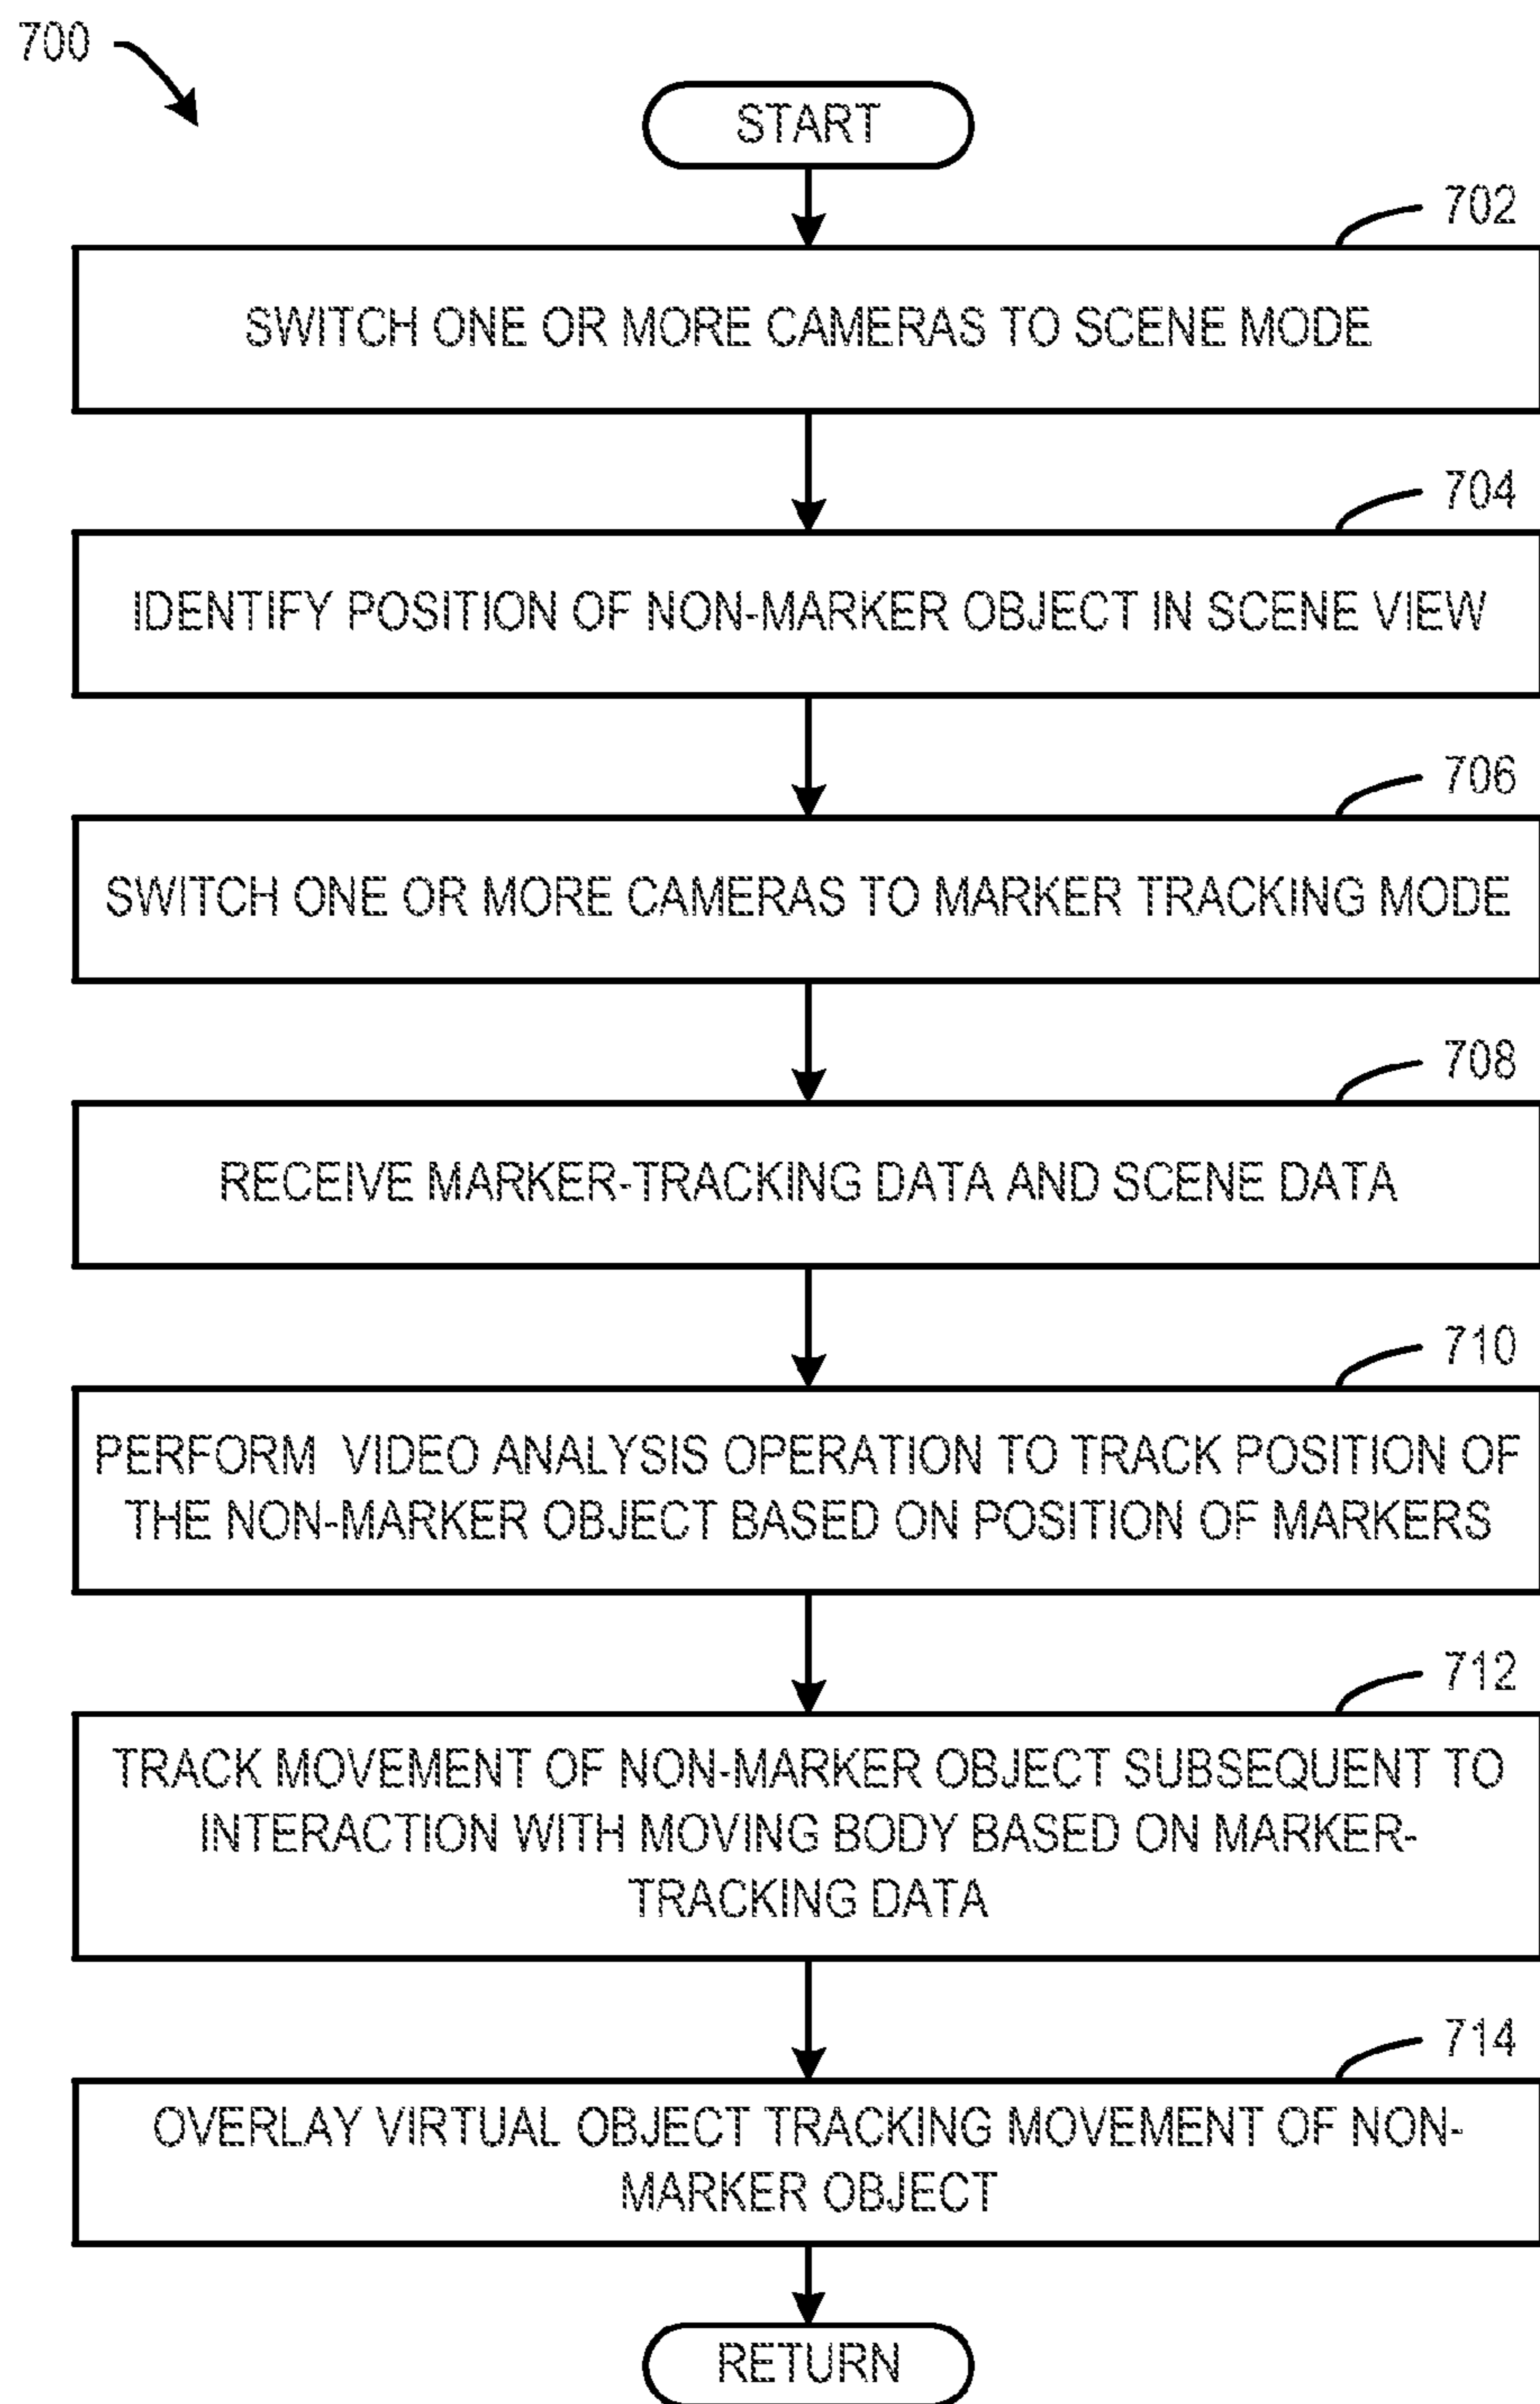 700
START
702
SWITCH ONE OR MORE CAMERAS TO SCENE MODE
704
IDENTIFY POSITION OF NON-MARKER OBJECT IN SCENE VIEW
706
SWITCH ONE OR MORE CAMERAS TO MARKER TRACKING MODE
708
RECEIVE MARKER-TRACKING DATA AND SCENE DATA
710
PERFORM VIDEO ANALYSIS OPERATION TO TRACK POSITION OF
THE NON-MARKER OBJECT BASED ON POSITION OF MARKERS
712
TRACK MOVEMENT OF NON-MARKER OBJECT SUBSEQUENT TO
INTERACTION WITH MOVING BODY BASED ON MARKER-
TRACKING DATA
714
OVERLAY VIRTUAL OBJECT TRACKING MOVEMENT OF NON-
MARKER OBJECT
RETURN